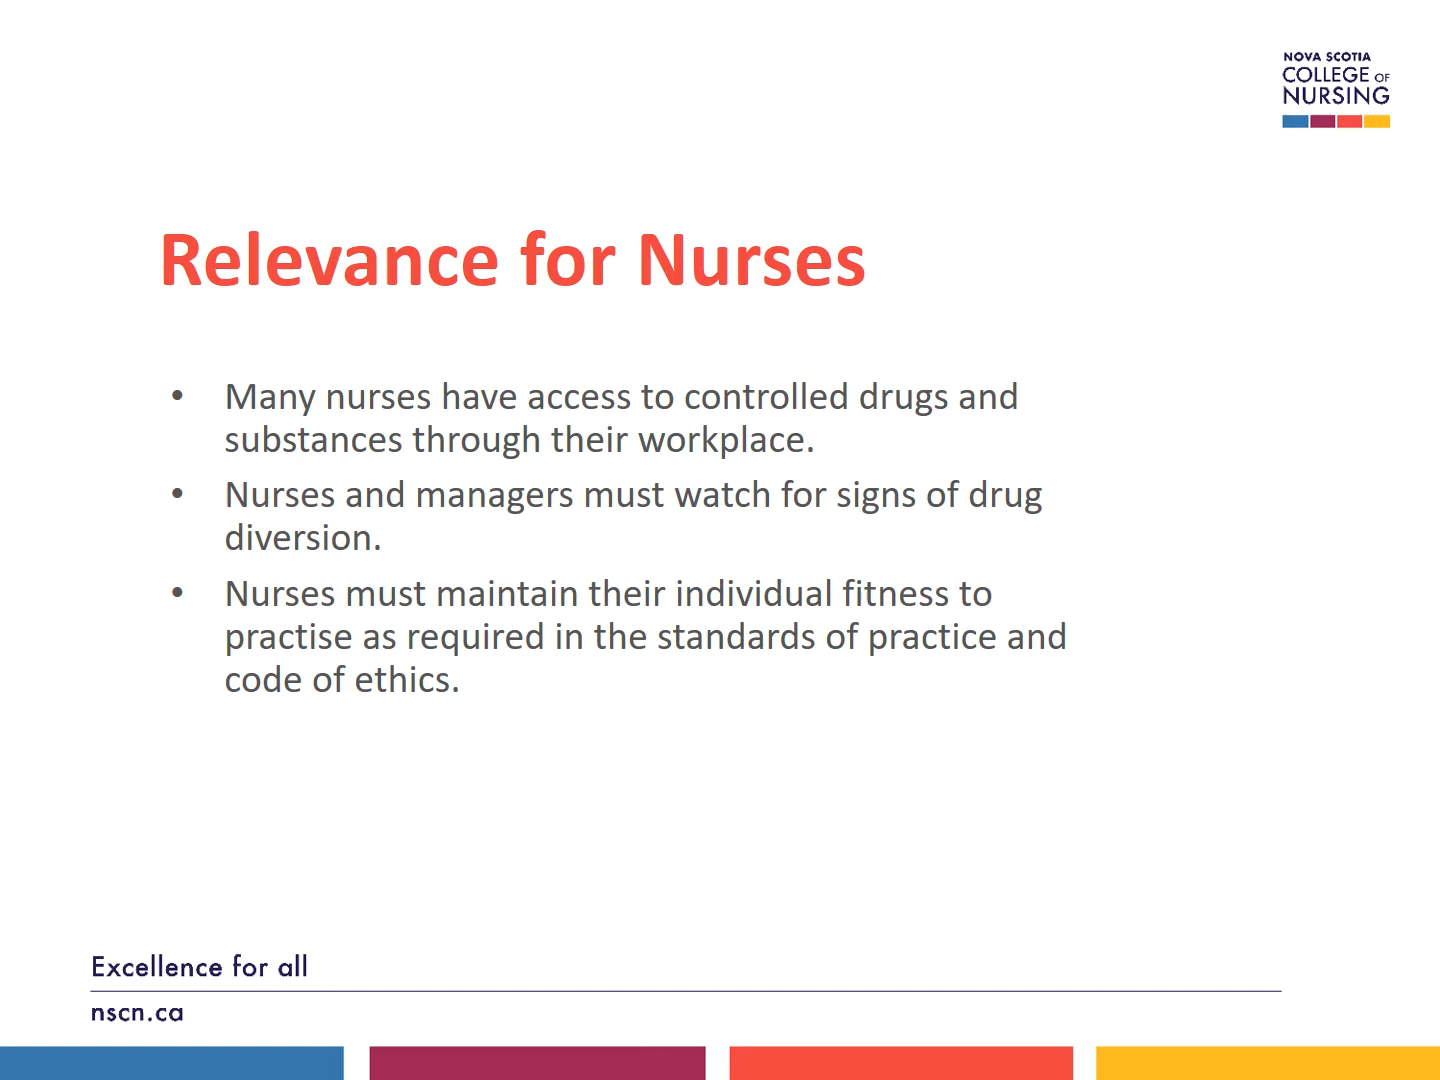 NOVA SCOTIA
COLLEGE OF
NURSING
Relevance for Nurses
• Many nurses have access to controlled drugs and
substances through their workplace.
• Nurses and managers must watch for signs of drug
diversion.
• Nurses must maintain their individual fitness to
practise as required in the standards of practice and
code of ethics.
Excellence for all
nscn.ca